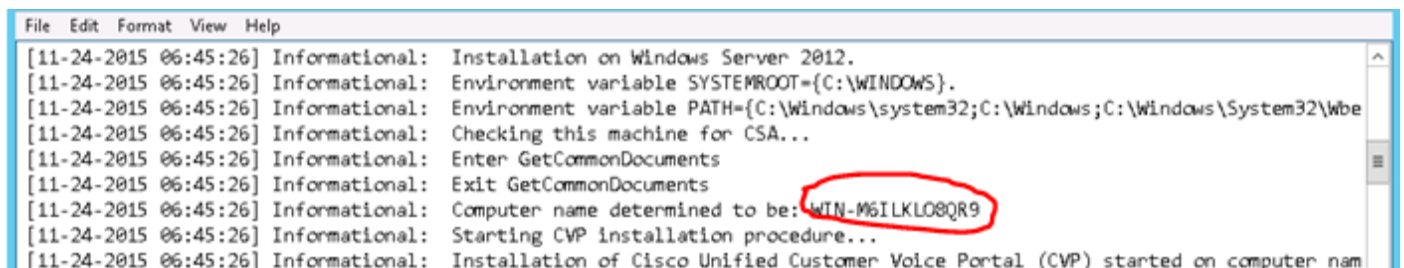 File Edit Format View Help
[11-24-2015 06:45:26] Informational: Installation on Windows Server 2012.
[11-24-2015 06:45:26] Informational: Environment variable SYSTEMROOT={C:\WINDOWS}.
[11-24-2015 06:45:26] Informational: Environment variable PATH={C:\Windows\system32;C:\Windows;C:\Windows\System32\Wbe
[11-24-2015 06:45:26] Informational: Checking this machine for CSA...
[11-24-2015 06:45:26] Informational: Enter GetCommonDocuments
[11-24-2015 06:45:26] Informational: Exit GetCommonDocuments
[11-24-2015 06:45:26] Informational: Computer name determined to be: WIN-M6ILKLO8QR9
[11-24-2015 06:45:26] Informational: Starting CVP installation procedure...
[11-24-2015 06:45:26] Informational: Installation of Cisco Unified Customer Voice Portal (CVP) started on computer nam